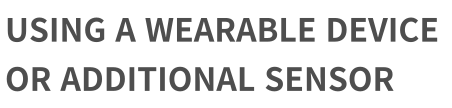 USING A WEARABLE DEVICE
OR ADDITIONAL SENSOR